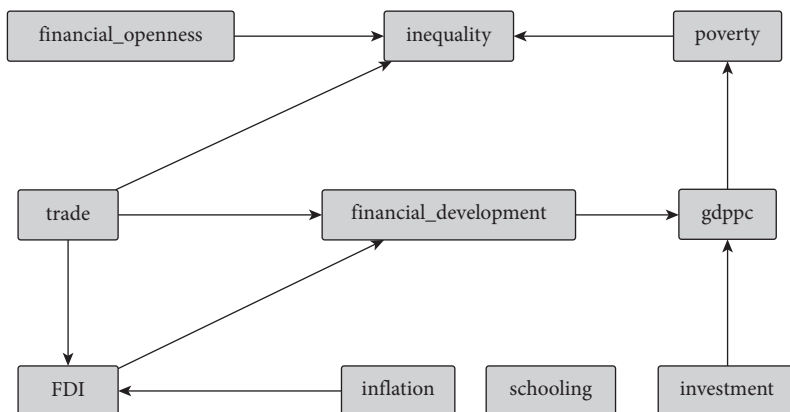 financial_openness
inequality
poverty
trade
financial_development
gdppc
FDI
inflation
schooling
investment